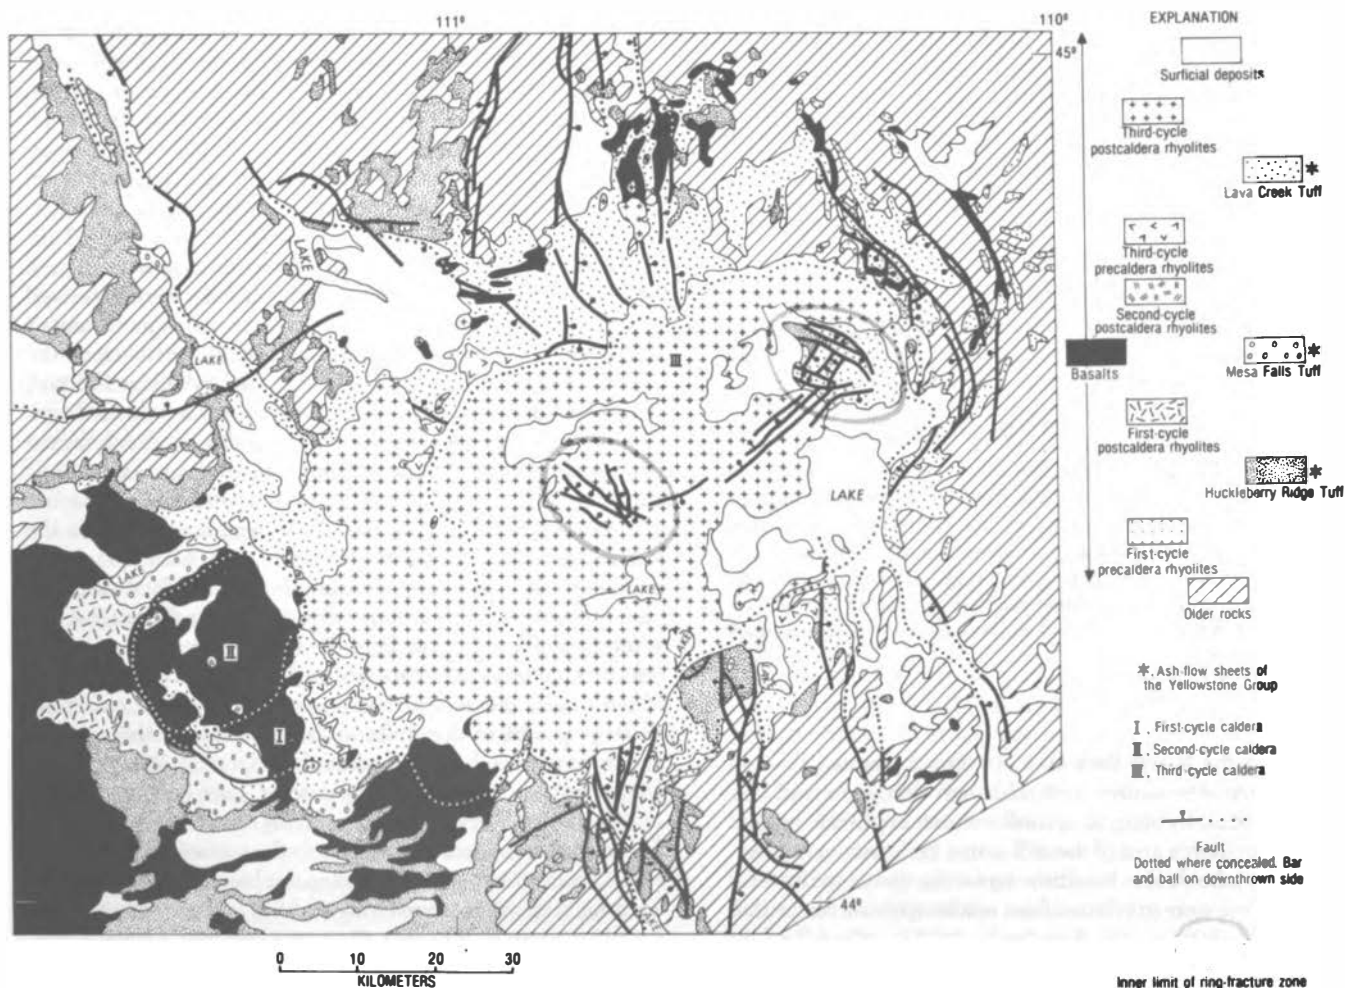 111°
110°
45°
EXPLANATION
Surficial deposits
Third-cycle
postcaldera rhyolites
Lava Creek Tuff
*
Third-cycle
precaldera rhyolites
Second-cycle
postcaldera rhyolites
Basalts
Mesa Falls Tuff
*
First-cycle
postcaldera rhyolites
Huckleberry Ridge Tuff
*
First-cycle
precaldera rhyolites
Older rocks
*. Ash-flow sheets of
the Yellowstone Group
I. First-cycle caldera
II. Second-cycle caldera
III. Third-cycle caldera
Fault
Dotted where concealed. Bar
and ball on downthrown side
Inner limit of ring-fracture zone
LAKE
LAKE
III
LAKE
LAKE
LAKE
LAKE
II
I
LAKE
44°
0 10 20 30
KILOMETERS